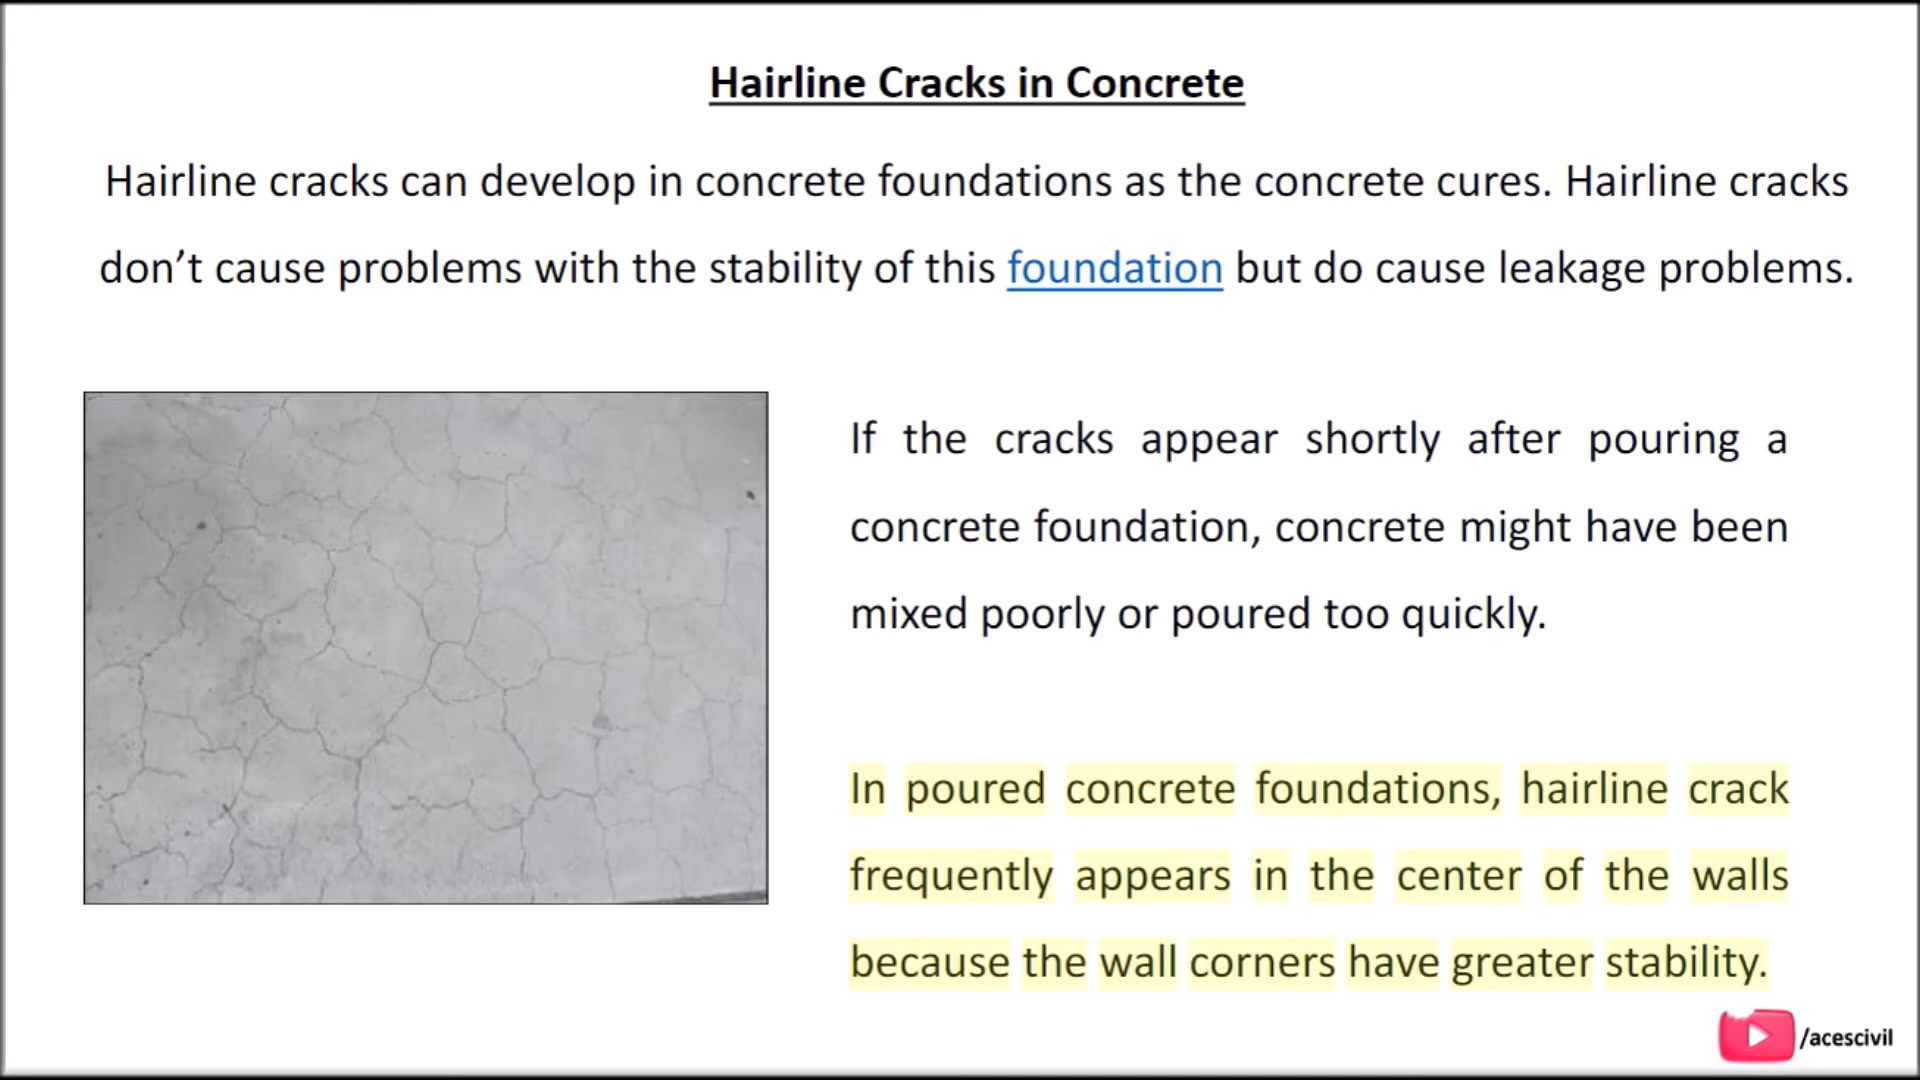 Hairline Cracks in Concrete
Hairline cracks can develop in concrete foundations as the concrete cures. Hairline cracks
don’t cause problems with the stability of this foundation but do cause leakage problems.
If the cracks appear shortly after pouring a
concrete foundation, concrete might have been
mixed poorly or poured too quickly.
In poured concrete foundations, hairline crack
frequently appears in the center of the walls
because the wall corners have greater stability.
/acescivil